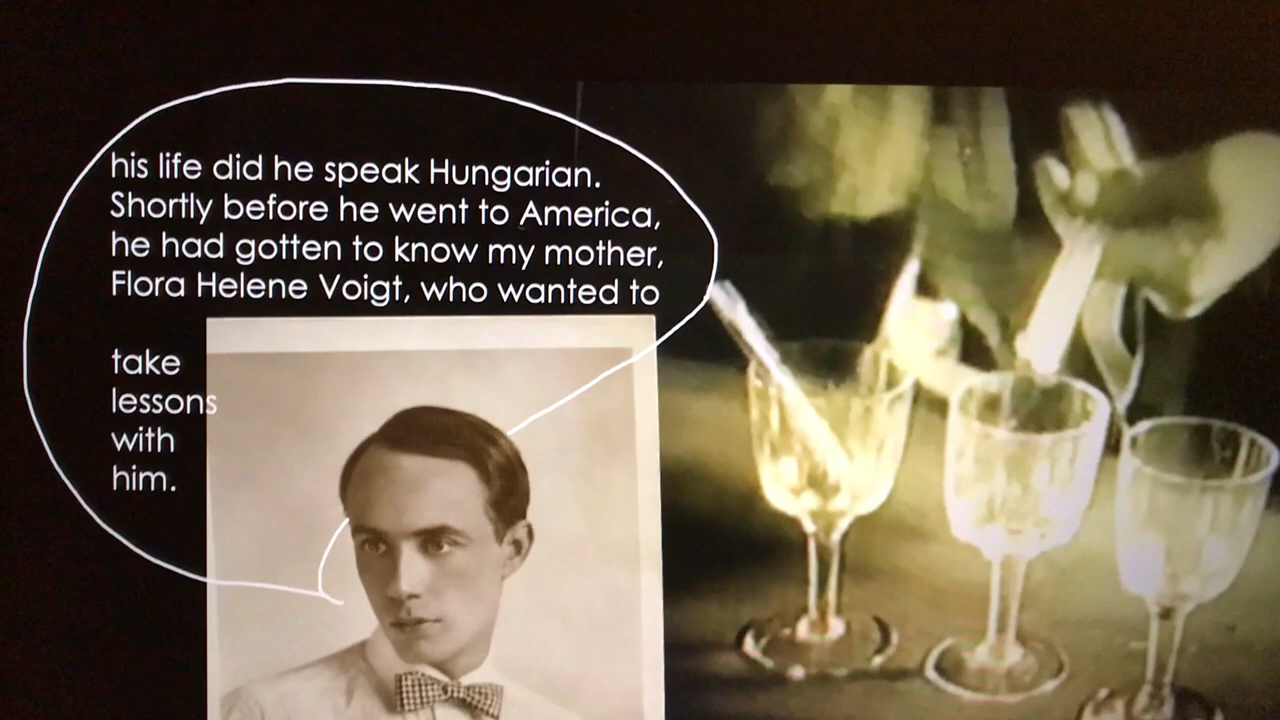 his life did he speak Hungarian.
Shortly before he went to America,
he had gotten to know my mother,
Flora Helene Voigt, who wanted to
take
lessons
with
him.